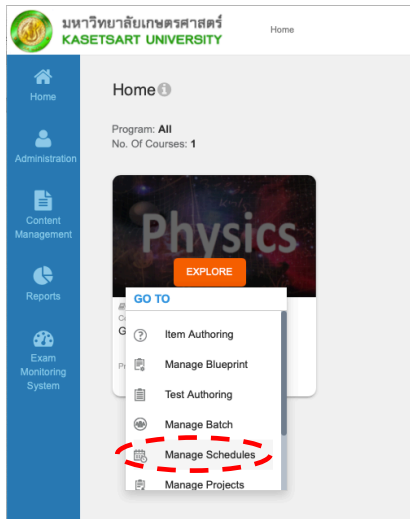 มหาวิทยาลัยเกษตรศาสตร์
KASETSART UNIVERSITY
Home
Home
Administration
Content
Management
Reports
Exam
Monitoring
System
Home
Program: All
No. Of Courses: 1
Physics
EXPLORE
GO TO
Item Authoring
Manage Blueprint
Test Authoring
Manage Batch
Manage Schedules
Manage Projects